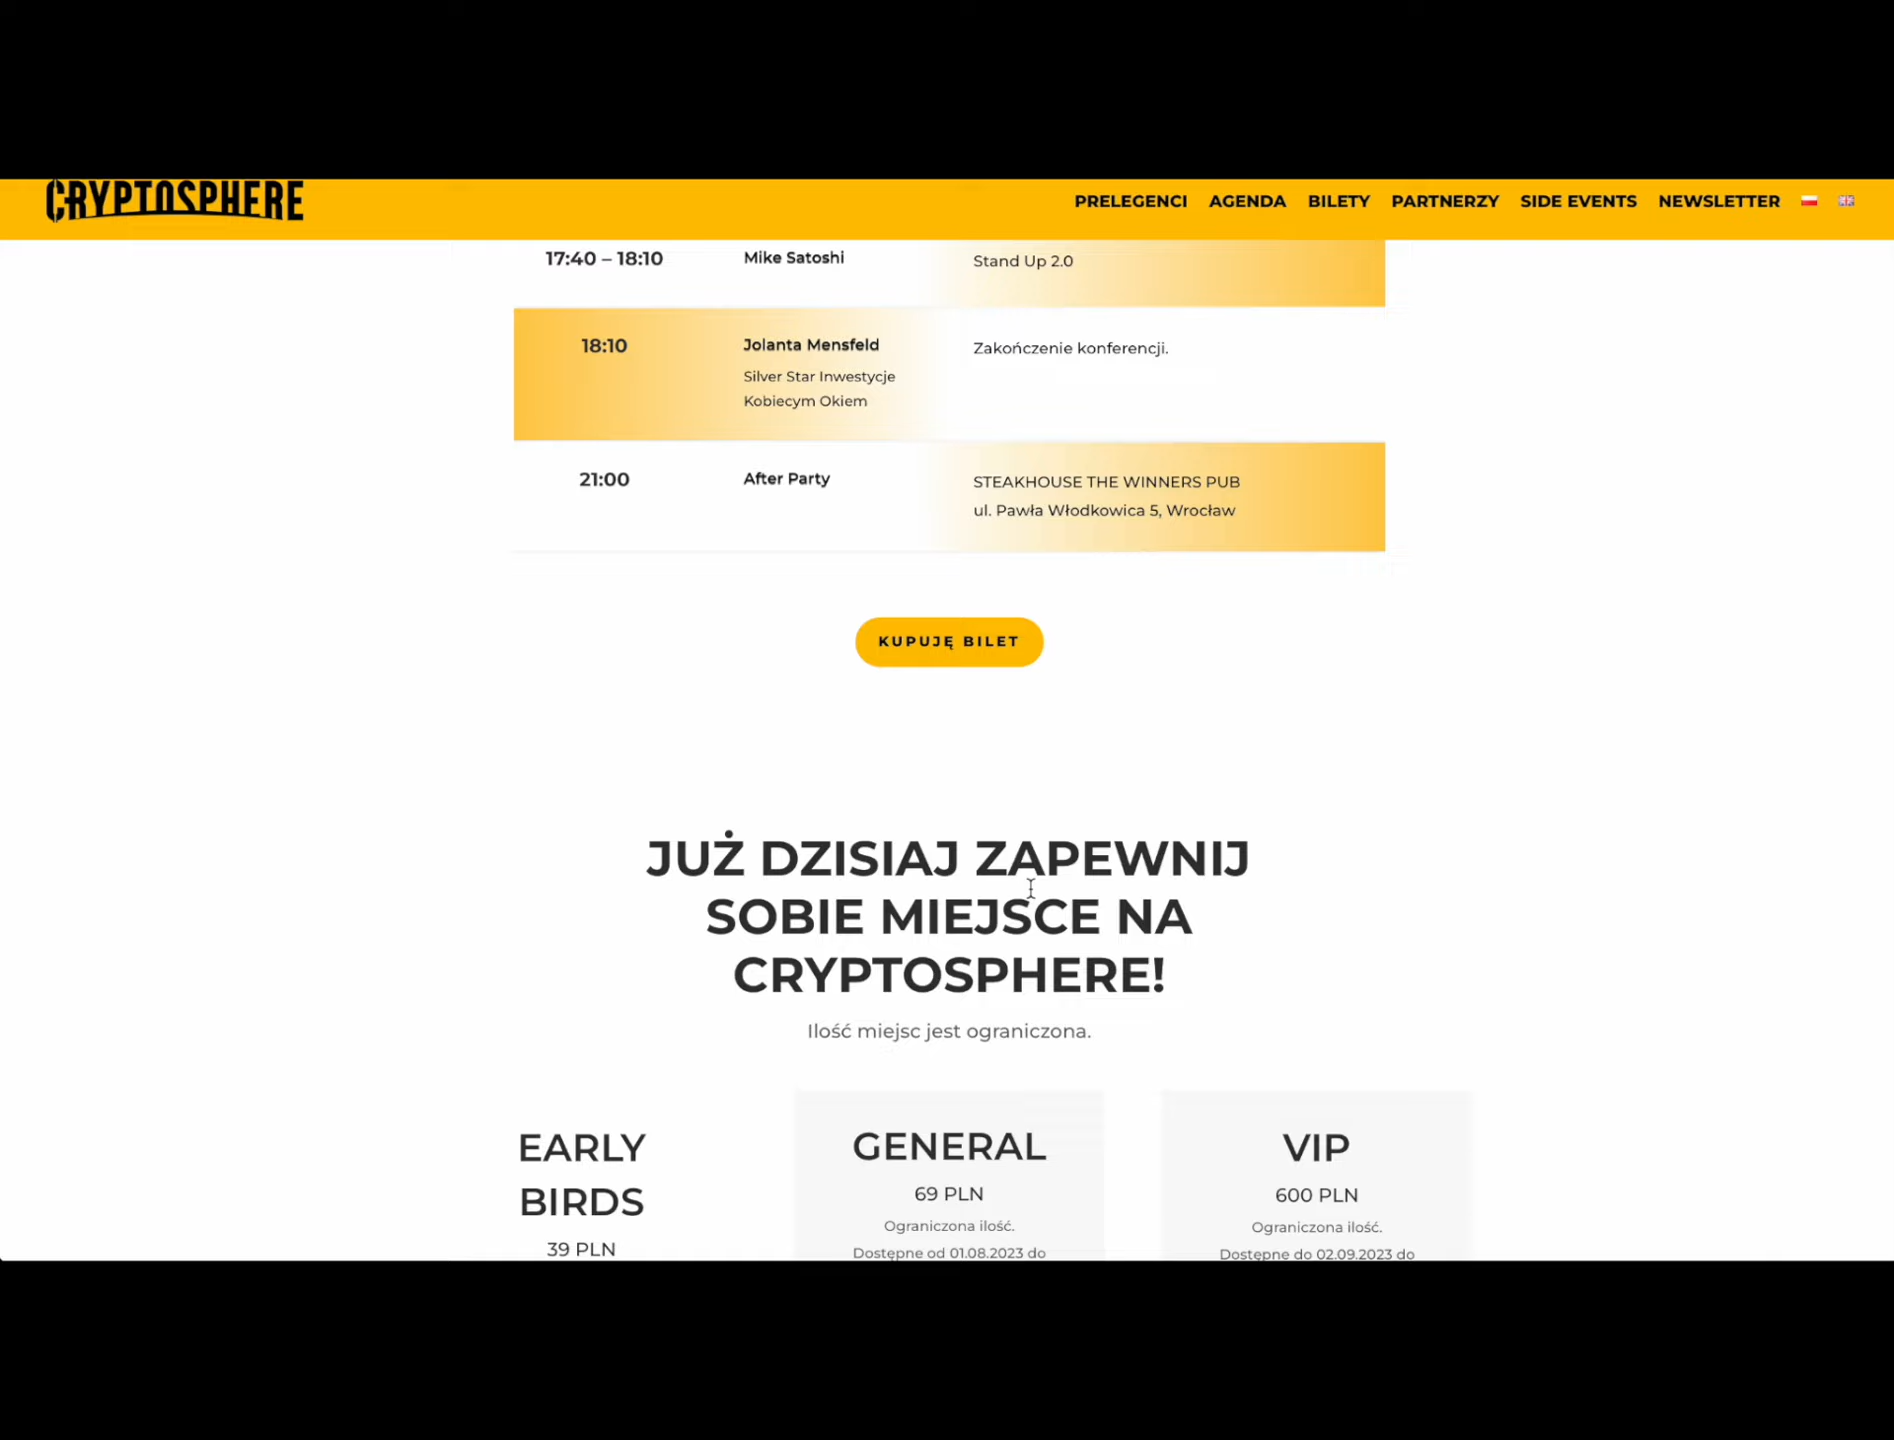 CRYPTOSPHERE
PRELEGENCI AGENDA BILETY PARTNERZY SIDE EVENTS NEWSLETTER
17:40 – 18:10 Mike Satoshi Stand Up 2.0
18:10 Jolanta Mensfeld Zakończenie konferencji.
Silver Star Inwestycje
Kobiecym Okiem
21:00 After Party STEAKHOUSE THE WINNERS PUB
ul. Pawła Włodkowica 5, Wrocław
KUPUJĘ BILET
JUŻ DZISIAJ ZAPEWNIJ
SOBIE MIEJSCE NA
CRYPTOSPHERE!
Ilość miejsc jest ograniczona.
EARLY
BIRDS
39 PLN
GENERAL
69 PLN
Ograniczona ilość.
Dostępne od 01.08.2023 do
VIP
600 PLN
Ograniczona ilość.
Dostępne do 02.09.2023 do